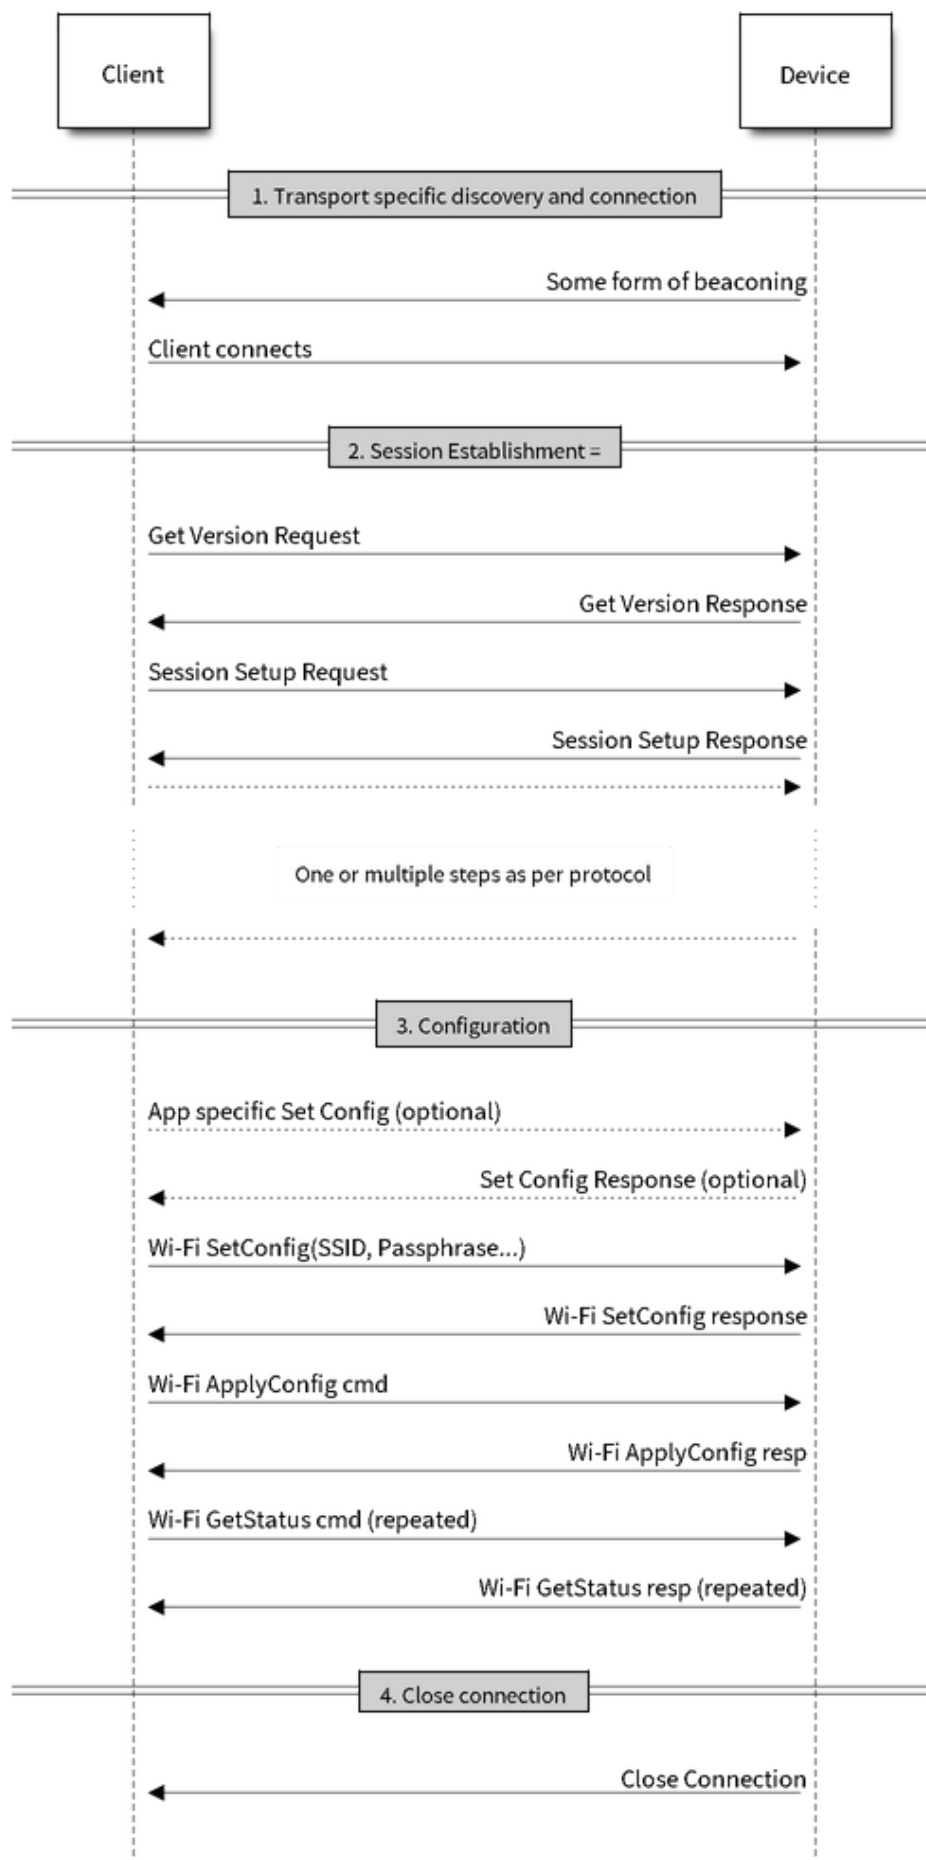 Client
Device
1. Transport specific discovery and connection
Some form of beaconing
Client connects
2. Session Establishment =
Get Version Request
Get Version Response
Session Setup Request
Session Setup Response
One or multiple steps as per protocol
3. Configuration
App specific Set Config (optional)
Set Config Response (optional)
Wi-Fi SetConfig(SSID, Passphrase...)
Wi-Fi SetConfig response
Wi-Fi ApplyConfig cmd
Wi-Fi ApplyConfig resp
Wi-Fi GetStatus cmd (repeated)
Wi-Fi GetStatus resp (repeated)
4. Close connection
Close Connection